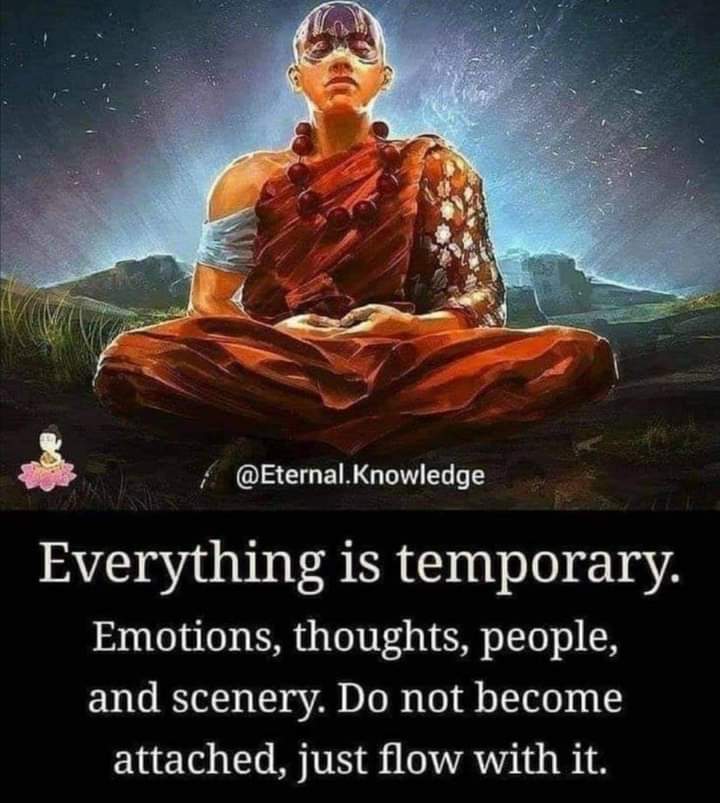 @Eternal.Knowledge
Everything is temporary.
Emotions, thoughts, people,
and scenery. Do not become
attached, just flow with it.